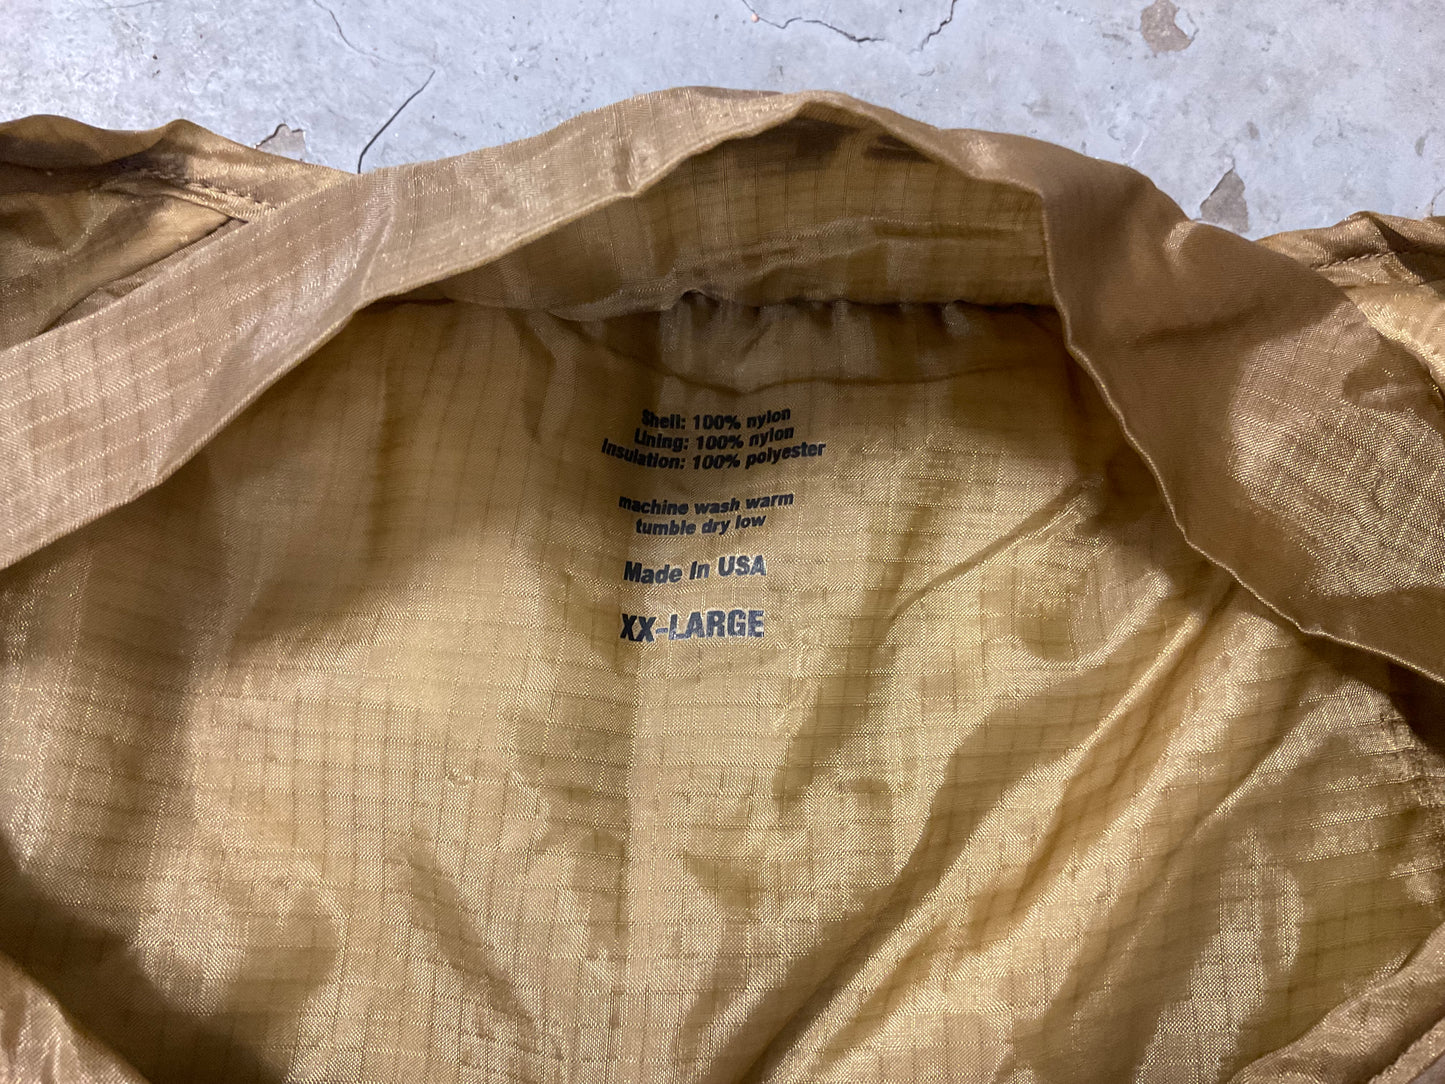 Shell: 100% nylon
Lining: 100% nylon
Insulation: 100% polyester
machine wash warm
tumble dry low
Made In USA
XX-LARGE